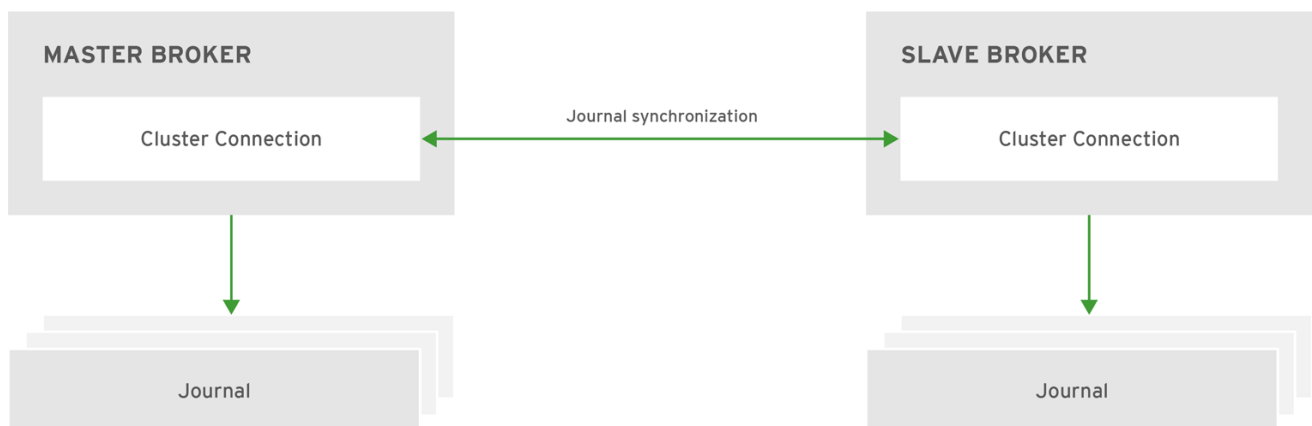 MASTER BROKER
SLAVE BROKER
Journal synchronization
Cluster Connection
Cluster Connection
Journal
Journal